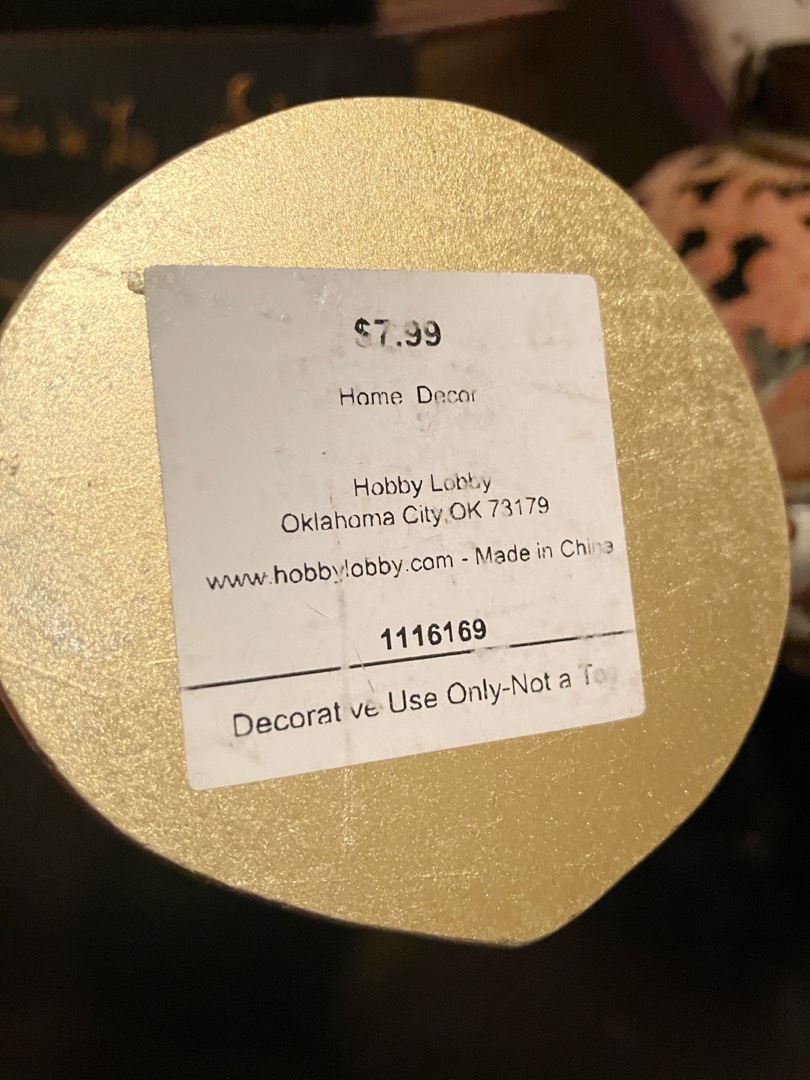 $7.99
Home Decor
Hobby Lobby
Oklahoma City, OK 73179
www.hobbylobby.com - Made in China
1116169
Decorative Use Only-Not a Toy